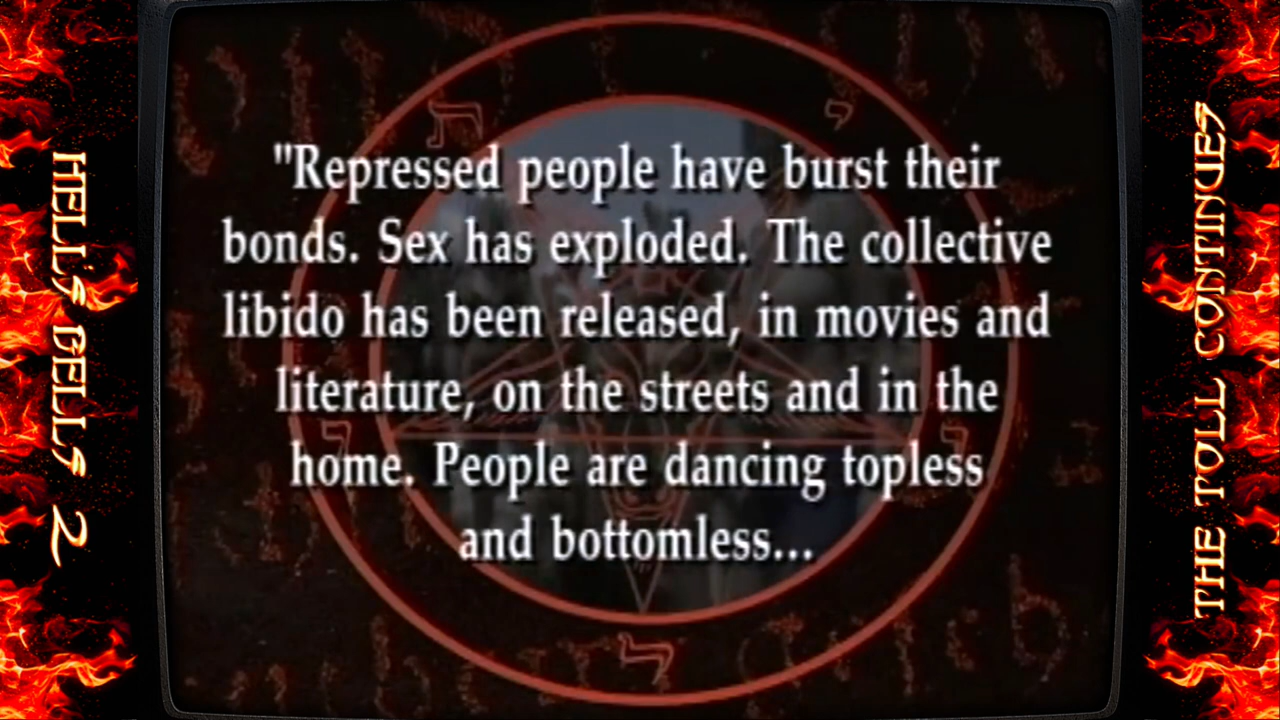 "Repressed people have burst their
bonds. Sex has exploded. The collective
libido has been released, in movies and
literature, on the streets and in the
home. People are dancing topless
and bottomless...
HELL'S BELLS 2
THE TOLL CONTINUES
ת
י
ל